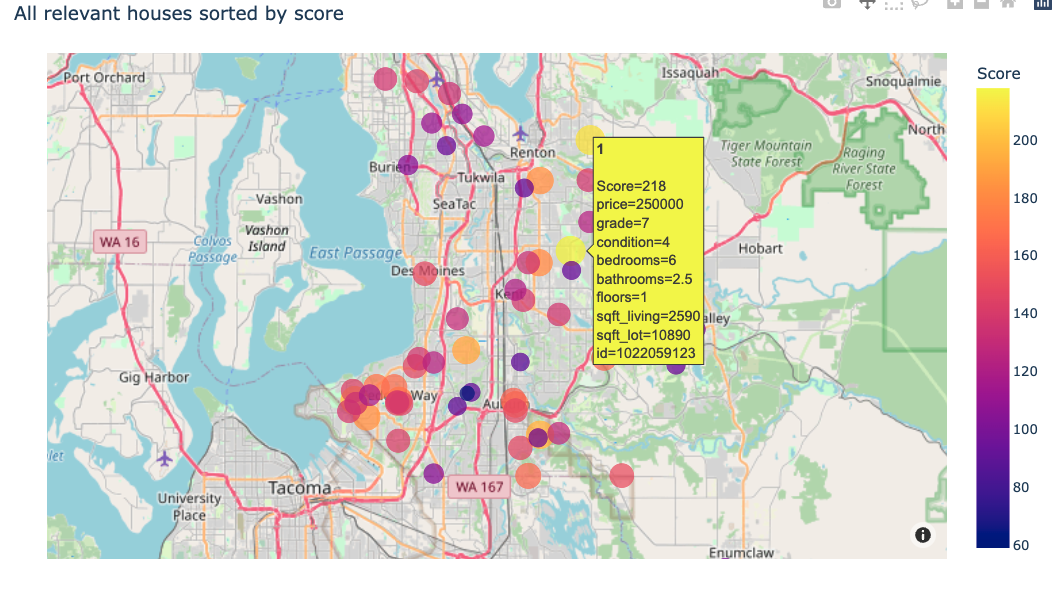 All relevant houses sorted by score
Port Orchard
Issaquah
Snoqualmie
North
Renton
Tiger Mountain
State Forest
Raging
River State
Forest
Burien
Tukwila
Vashon
SeaTac
Vashon
Island
WA 16
Colvos
Passage
East Passage
Hobart
Des Moines
Kent
alley
Gig Harbor
Way
Au
let
Tacoma
WA 167
University
Place
Enumclaw
1
Score=218
price=250000
grade=7
condition=4
bedrooms=6
bathrooms=2.5
floors=1
sqft_living=2590
sqft_lot=10890
id=1022059123
Score
200
180
160
140
120
100
80
60